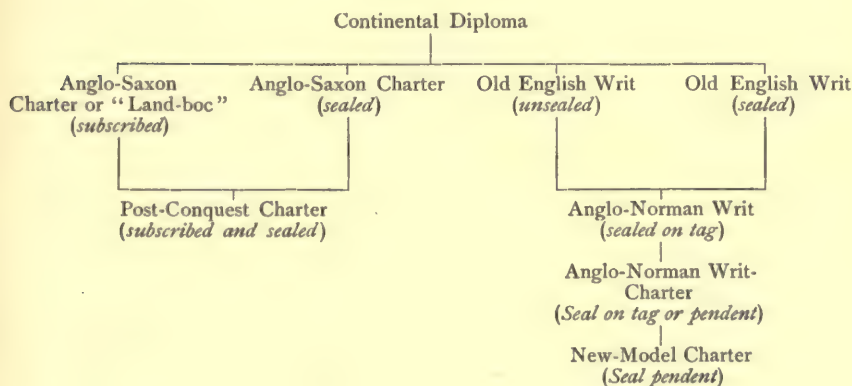 Continental Diploma
Anglo-Saxon
Charter or “Land-boc”
(subscribed)
Anglo-Saxon Charter
(sealed)
Old English Writ
(unsealed)
Old English Writ
(sealed)
Post-Conquest Charter
(subscribed and sealed)
Anglo-Norman Writ
(sealed on tag)
Anglo-Norman Writ-
Charter
(Seal on tag or pendent)
New-Model Charter
(Seal pendent)